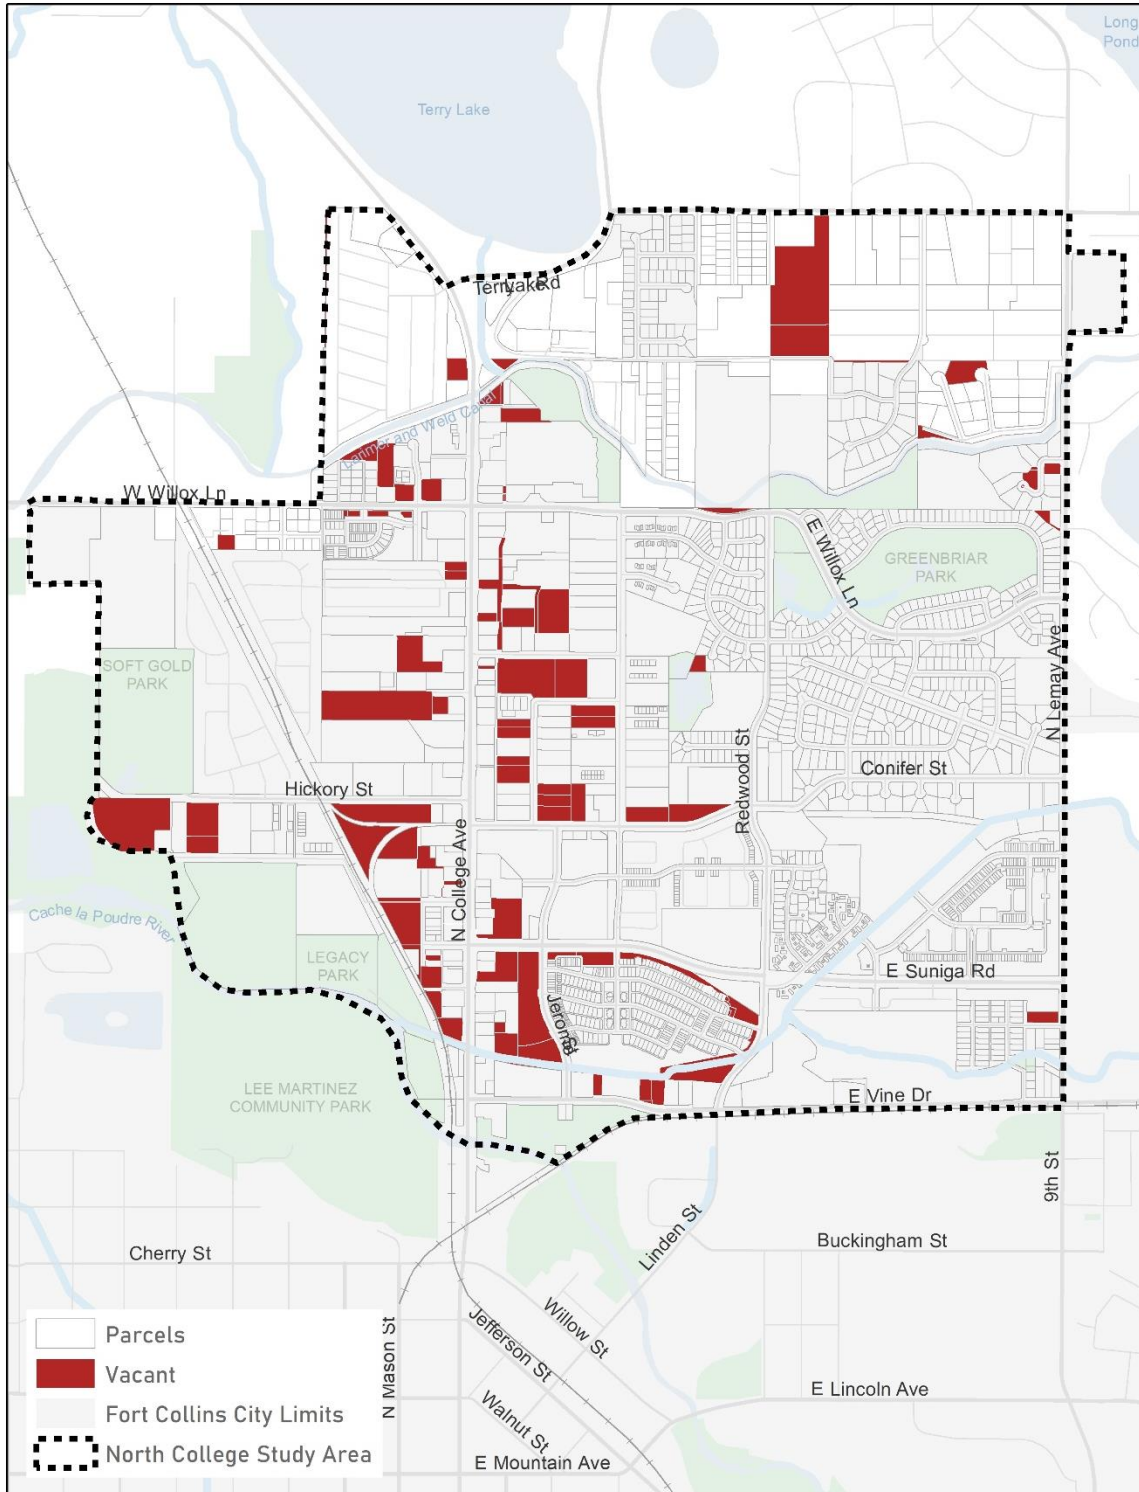 Long
Pond
Terry Lake
Terry Lake Rd
Larimer and Weld Canal
W Willox Ln
E Willox Ln
GREENBRIAR
PARK
SOFT GOLD
PARK
N Lemay Ave
Redwood St
Conifer St
Hickory St
N College Ave
Cache la Poudre River
LEGACY
PARK
E Suniga Rd
Jerome St
LEE MARTINEZ
COMMUNITY PARK
E Vine Dr
9th St
Linden St
Cherry St
Buckingham St
Willow St
Jefferson St
N Mason St
Walnut St
E Lincoln Ave
E Mountain Ave
Parcels
Vacant
Fort Collins City Limits
North College Study Area